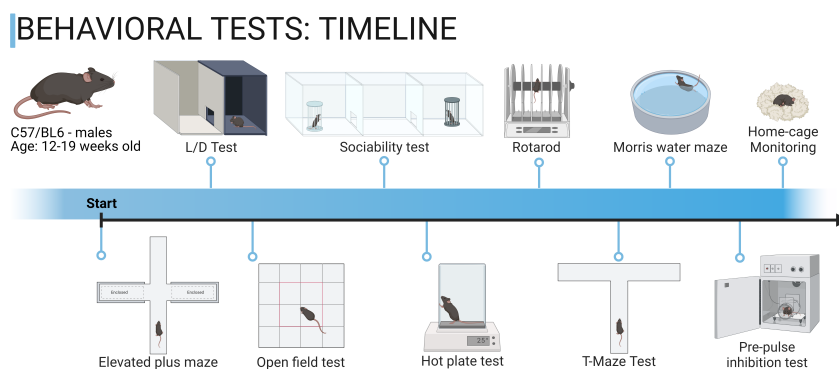 BEHAVIORAL TESTS: TIMELINE
C57/BL6 - males
Age: 12-19 weeks old
L/D Test
Sociability test
Rotarod
Morris water maze
Home-cage
Monitoring
Start
Enclosed
Enclosed
25°
Elevated plus maze
Open field test
Hot plate test
T-Maze Test
Pre-pulse
inhibition test